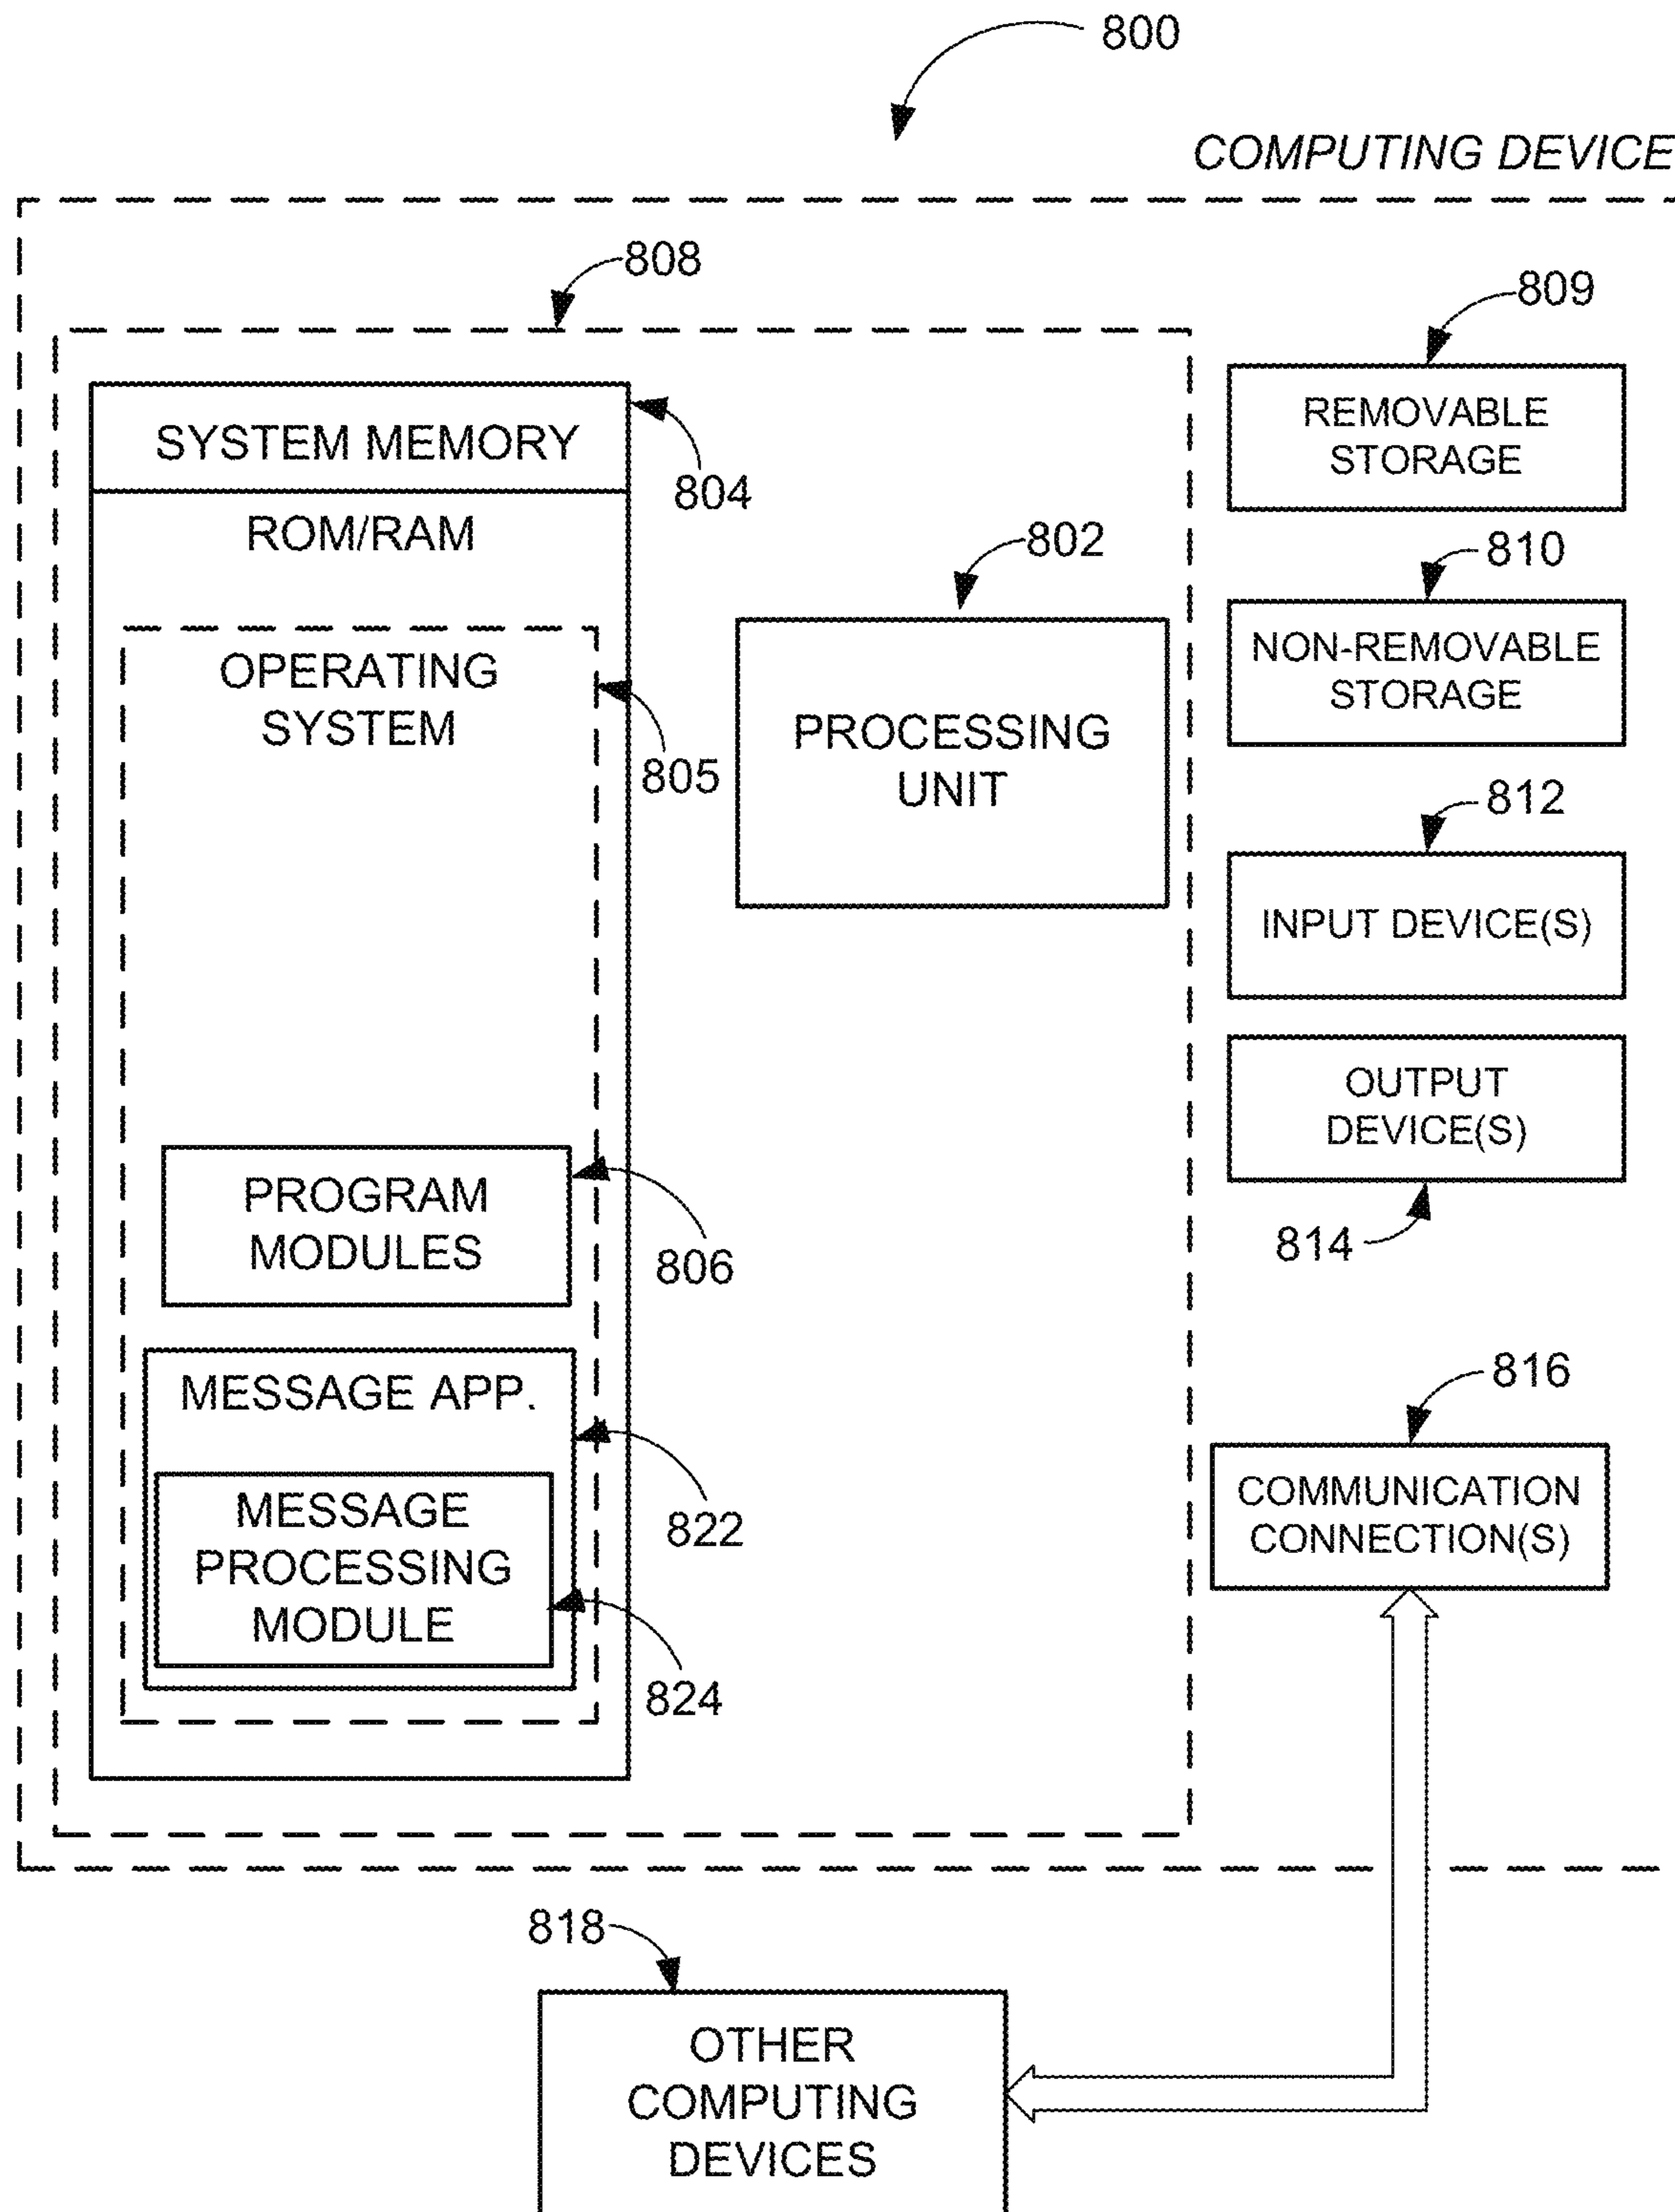 800
COMPUTING DEVICE
808
809
SYSTEM MEMORY
804
REMOVABLE
STORAGE
ROM/RAM
802
810
OPERATING
SYSTEM
805
PROCESSING
UNIT
NON-REMOVABLE
STORAGE
812
INPUT DEVICE(S)
OUTPUT
DEVICE(S)
814
PROGRAM
MODULES
806
816
MESSAGE APP.
822
COMMUNICATION
CONNECTION(S)
MESSAGE
PROCESSING
MODULE
824
818
OTHER
COMPUTING
DEVICES